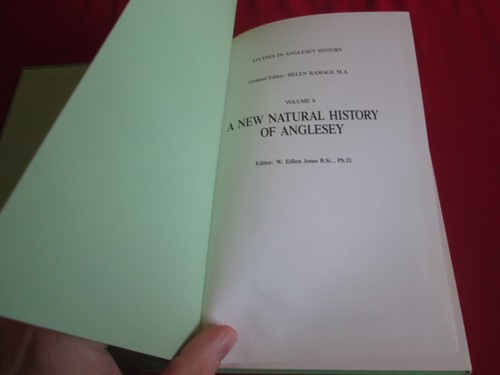 STUDIES IN ANGLESEY HISTORY
General Editor: HELEN RAMAGE M.A.
VOLUME 8
A NEW NATURAL HISTORY
OF ANGLESEY
Editor: W. Eifion Jones B.Sc., Ph.D.